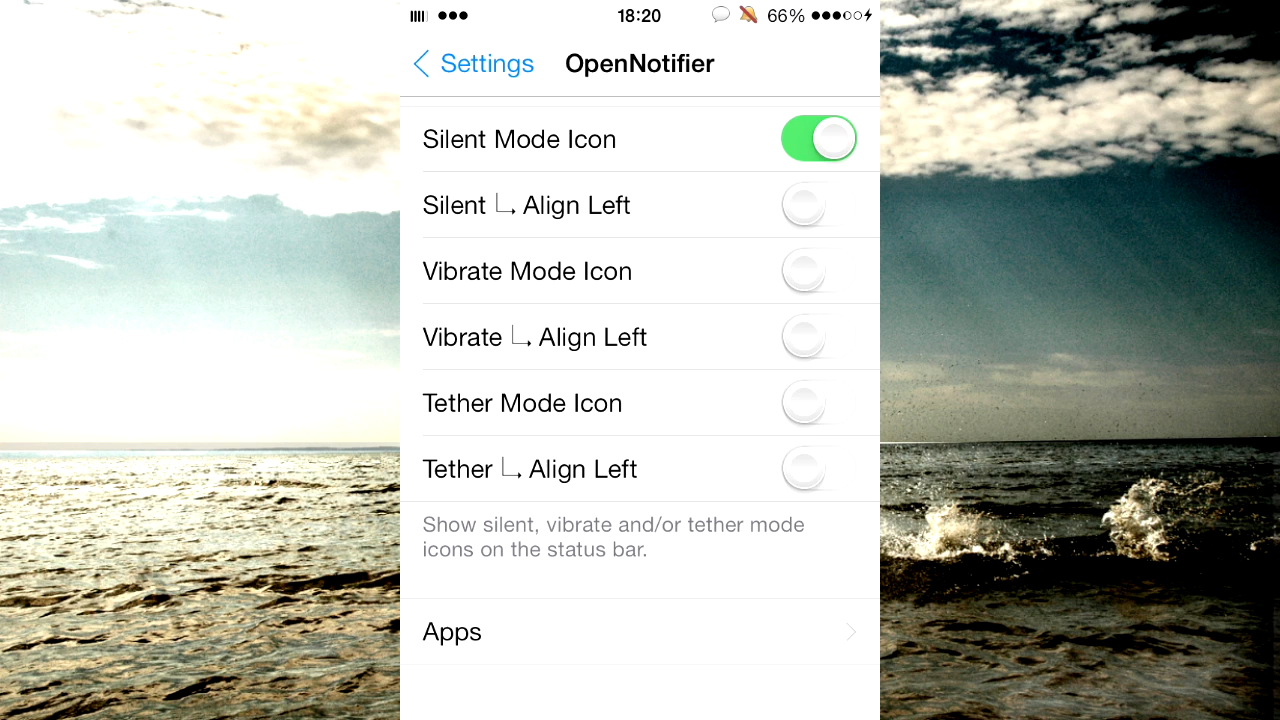 18:20 66%
Settings OpenNotifier
Silent Mode Icon
Silent Align Left
Vibrate Mode Icon
Vibrate Align Left
Tether Mode Icon
Tether Align Left
Show silent, vibrate and/or tether mode
icons on the status bar.
Apps